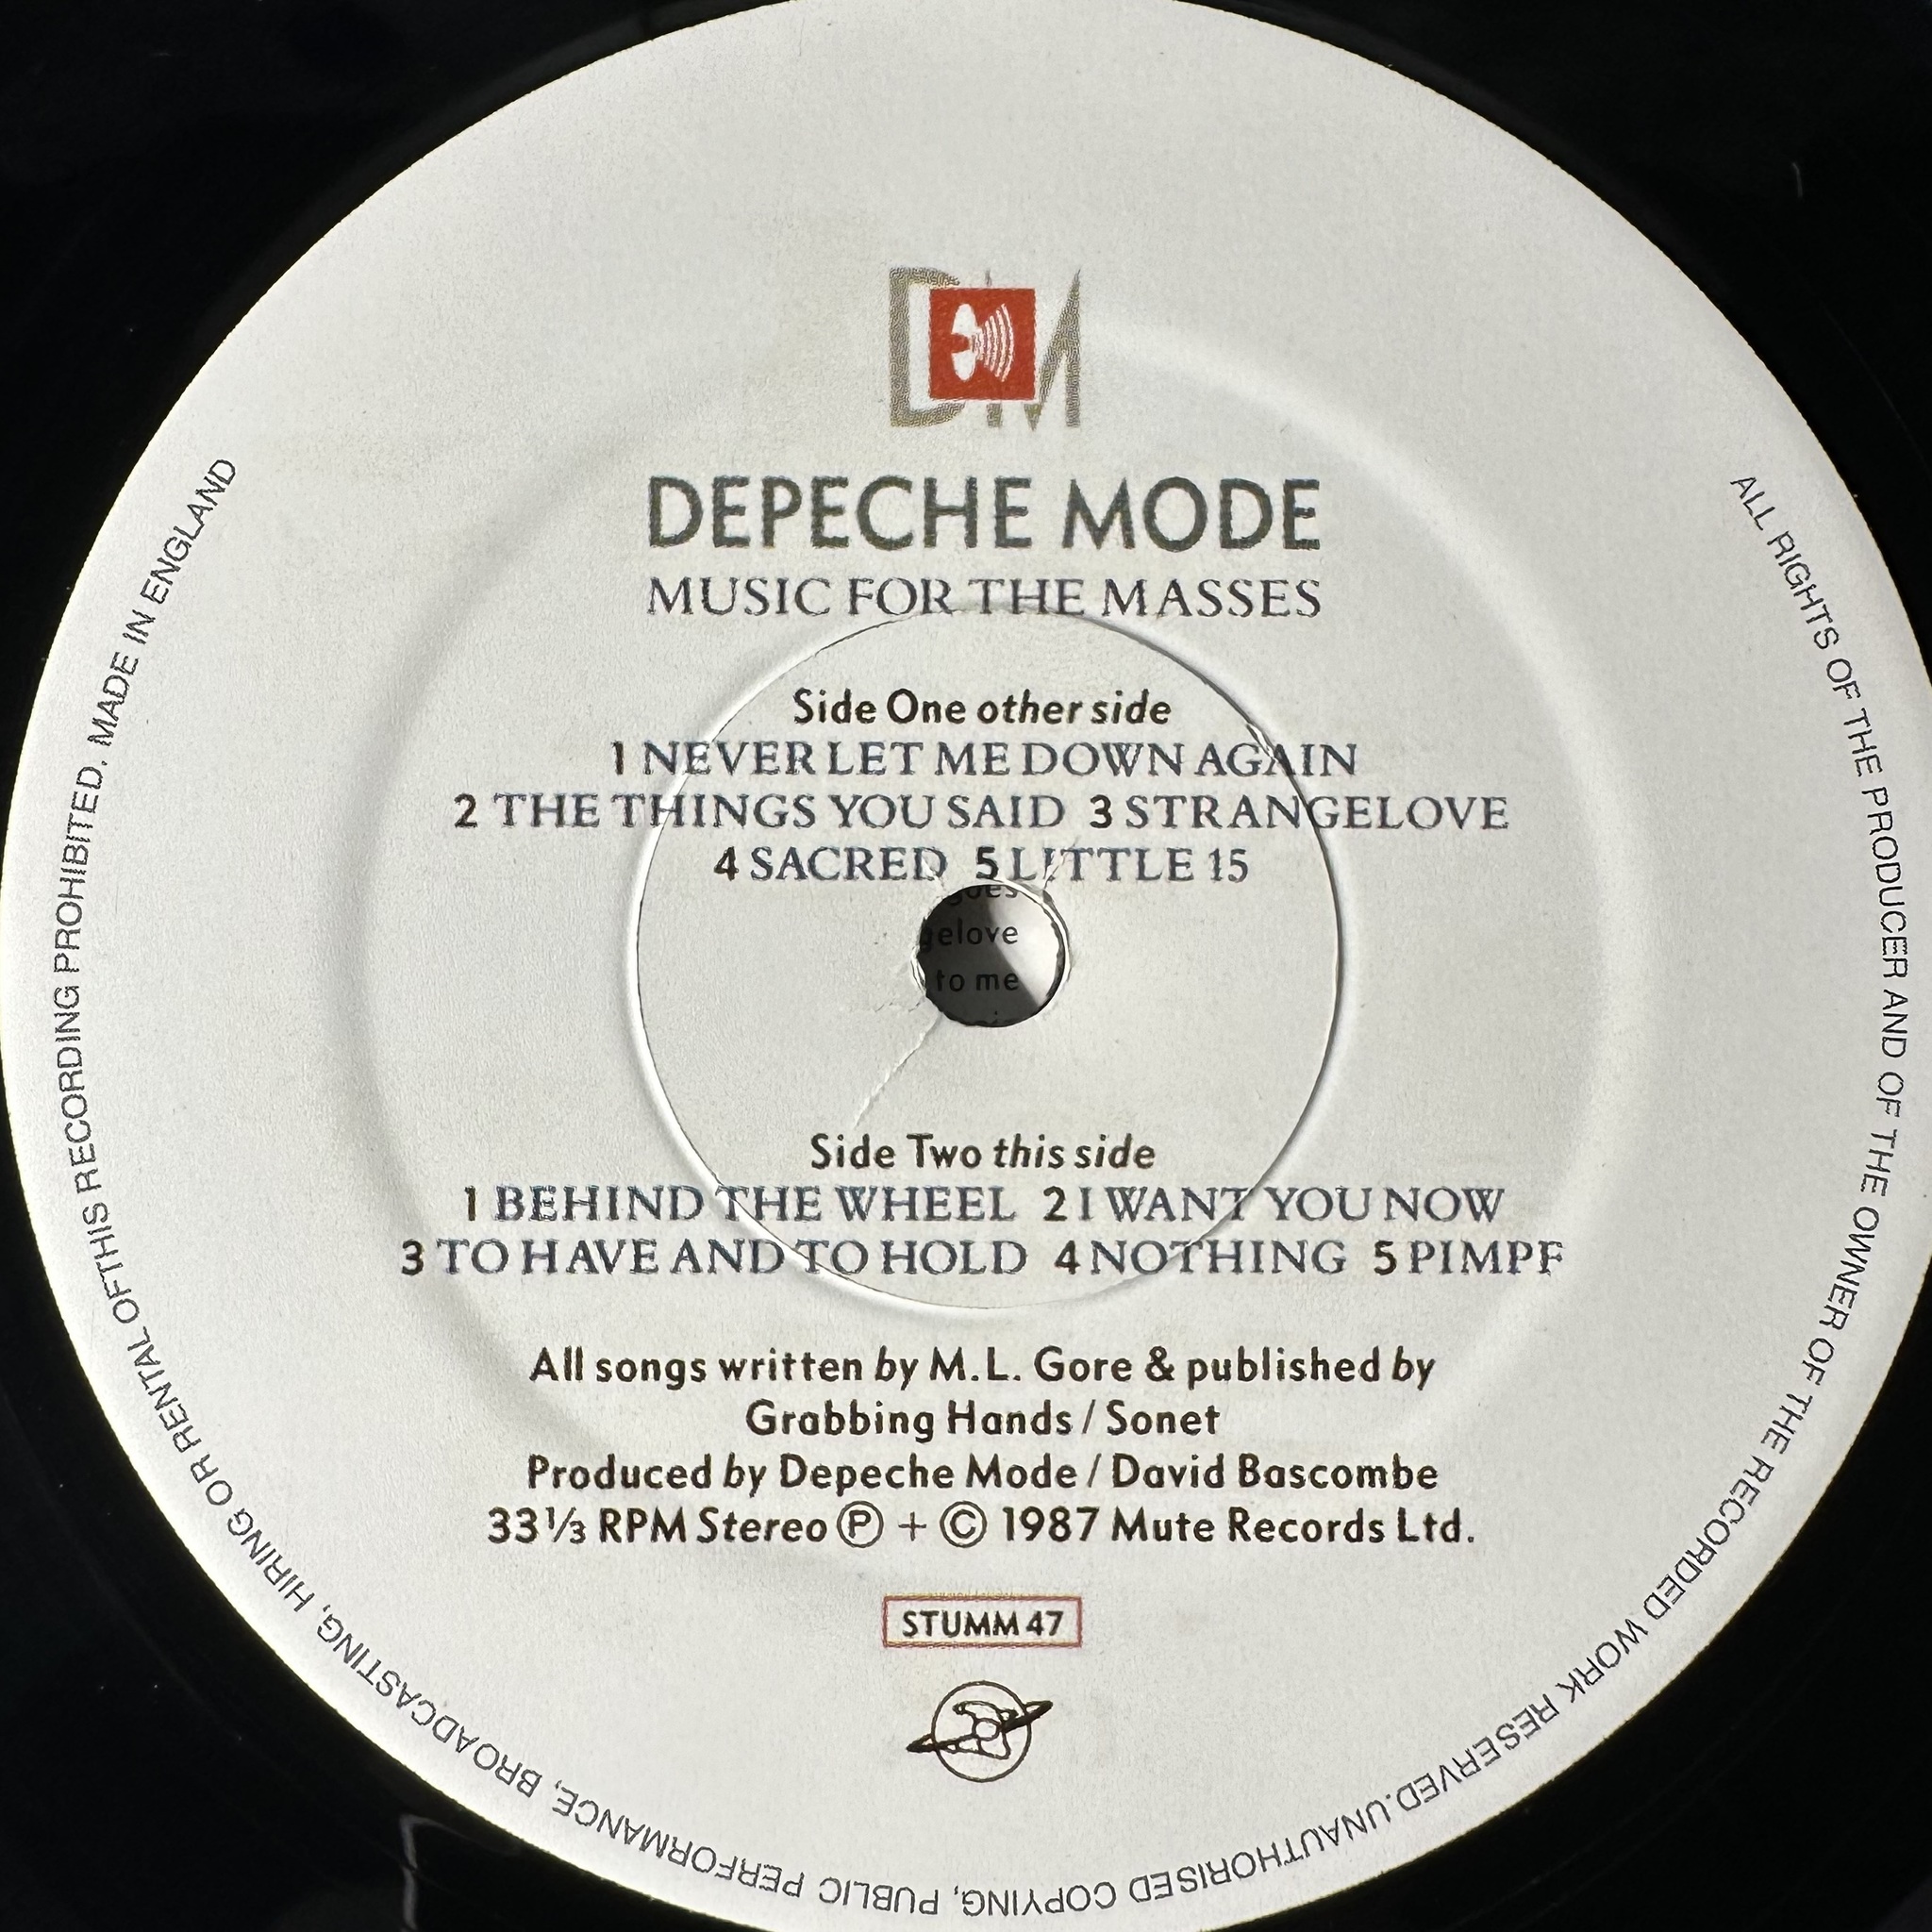 DM
DEPECHE MODE
MUSIC FOR THE MASSES
Side One other side
1 NEVER LET ME DOWN AGAIN
2 THE THINGS YOU SAID 3 STRANGELOVE
4 SACRED 5 LITTLE 15
goes
gelove
to me
Side Two this side
1 BEHIND THE WHEEL 2 I WANT YOU NOW
3 TO HAVE AND TO HOLD 4 NOTHING 5 PIMPF
All songs written by M.L. Gore & published by
Grabbing Hands / Sonet
Produced by Depeche Mode / David Bascombe
33⅓ RPM Stereo Ⓟ + © 1987 Mute Records Ltd.
STUMM 47
ALL RIGHTS OF THE PRODUCER AND OF THE OWNER OF THE RECORDED WORK RESERVED. UNAUTHORISED COPYING, PUBLIC PERFORMANCE, BROADCASTING, HIRING OR RENTAL OF THIS RECORDING PROHIBITED. MADE IN ENGLAND